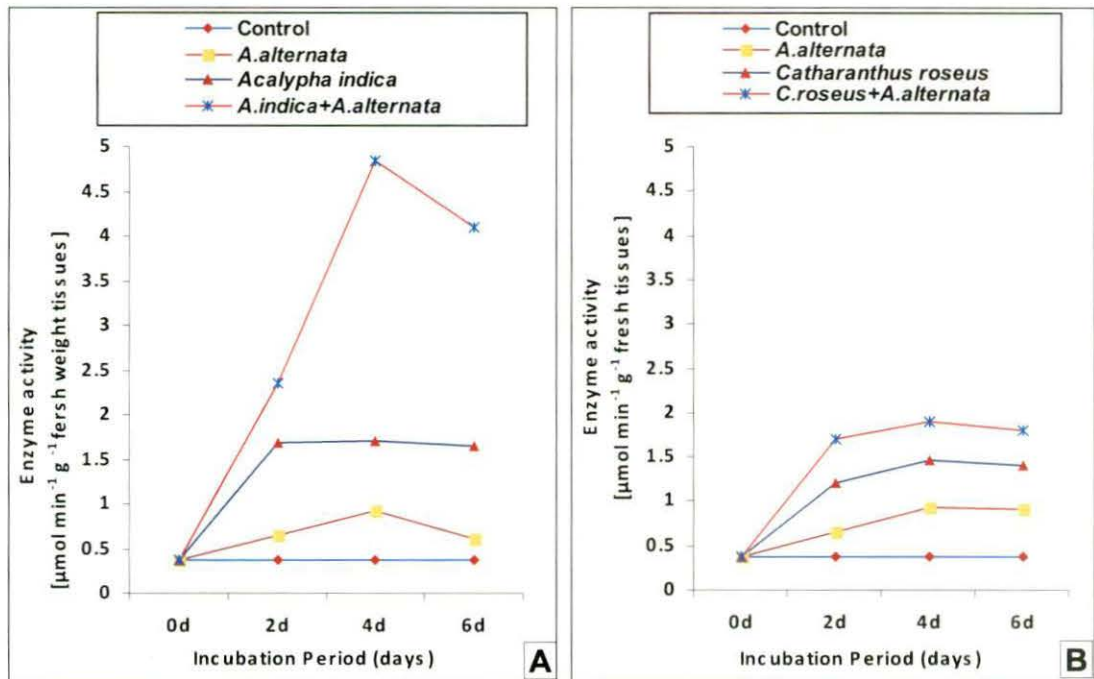 Control
A.alternata
Acalypha indica
A.indica+A.alternata
5
4.5
4
3.5
3
2.5
2
1.5
1
0.5
0
Enzyme activity
[µmol min⁻¹ g⁻¹ fersh weight tissues]
0d 2d 4d 6d
Incubation Period (days)
A
Control
A.alternata
Catharanthus roseus
C.roseus+A.alternata
5
4.5
4
3.5
3
2.5
2
1.5
1
0.5
0
Enzyme activity
[µmol min⁻¹ g⁻¹ fresh tissues]
0d 2d 4d 6d
Incubation Period (days)
B